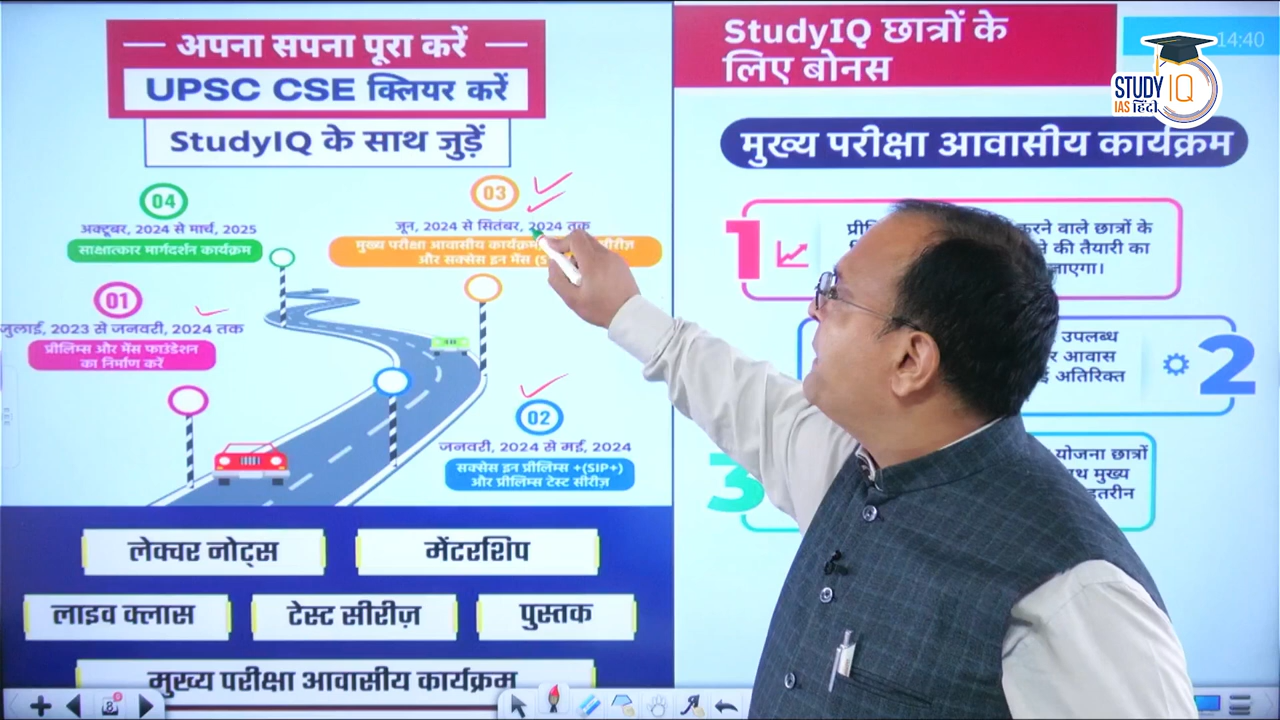 अपना सपना पूरा करें
UPSC CSE क्लियर करें
StudyIQ के साथ जुड़ें
04
अक्टूबर, 2024 से मार्च, 2025
साक्षात्कार मार्गदर्शन कार्यक्रम
03
जून, 2024 से सितंबर, 2024 तक
मुख्य परीक्षा आवासीय कार्यक्रम
और सक्सेस इन मेंस
01
जुलाई, 2023 से जनवरी, 2024 तक
प्रीलिम्स और मेंस फाउंडेशन
का निर्माण करें
02
जनवरी, 2024 से मई, 2024
सक्सेस इन प्रीलिम्स +(SIP+)
और प्रीलिम्स टेस्ट सीरीज़
लेक्चर नोट्स
मेंटरशिप
लाइव क्लास
टेस्ट सीरीज़
पुस्तक
मुख्य परीक्षा आवासीय कार्यक्रम
StudyIQ छात्रों के
लिए बोनस
14:40
STUDY IQ
IAS हिंदी
मुख्य परीक्षा आवासीय कार्यक्रम
1
करने वाले छात्रों के
की तैयारी का
जाएगा।
उपलब्ध
आवास
अतिरिक्त
2
3
योजना छात्रों
मुख्य